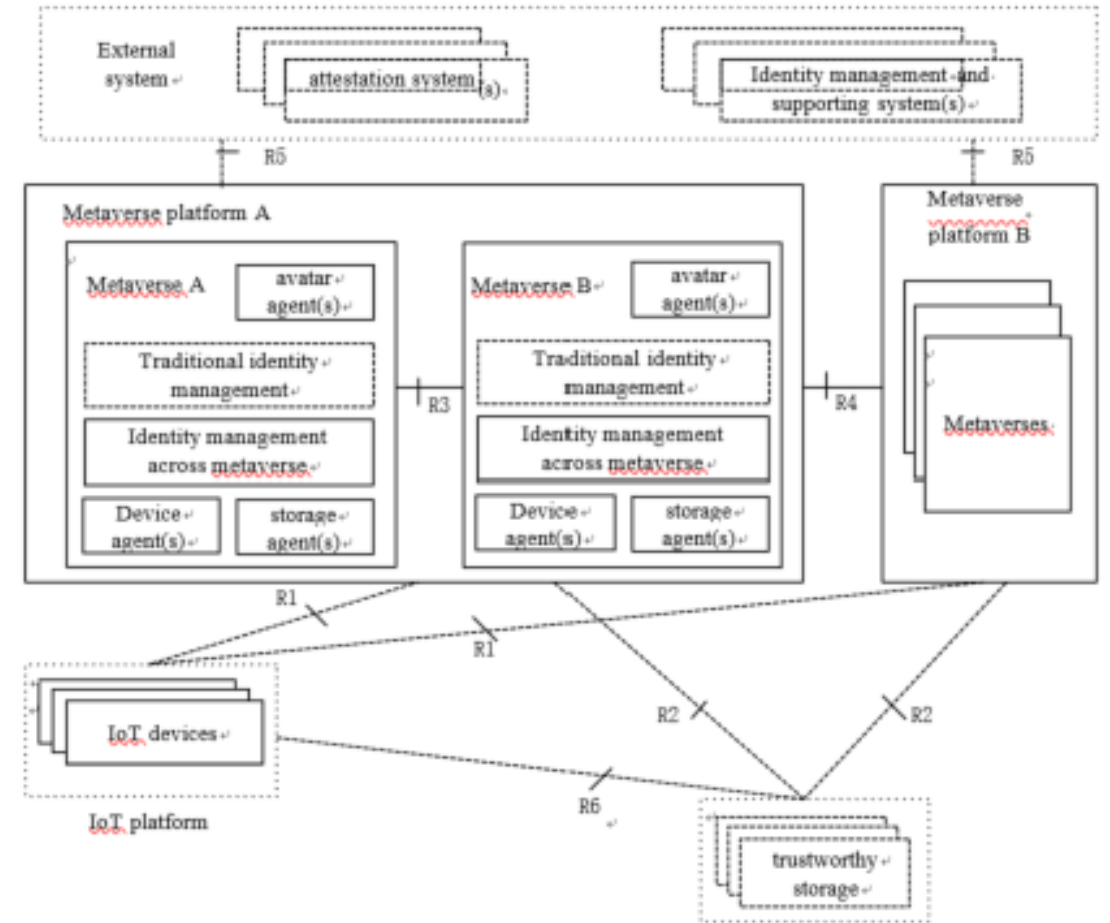 External
system
attestation system
(s)
Identity management and
supporting system(s)
R5
R5
Metaverse platform A
Metaverse
platform B
Metaverse A
avatar
agent(s)
Metaverse B
avatar
agent(s)
Traditional identity
management
Traditional identity
management
R3
R4
Identity management
across metaverse
Identity management
across metaverse
Metaverses
Device
agent(s)
storage
agent(s)
Device
agent(s)
storage
agent(s)
R1
R1
R2
R2
IoT devices
R6
IoT platform
trustworthy
storage